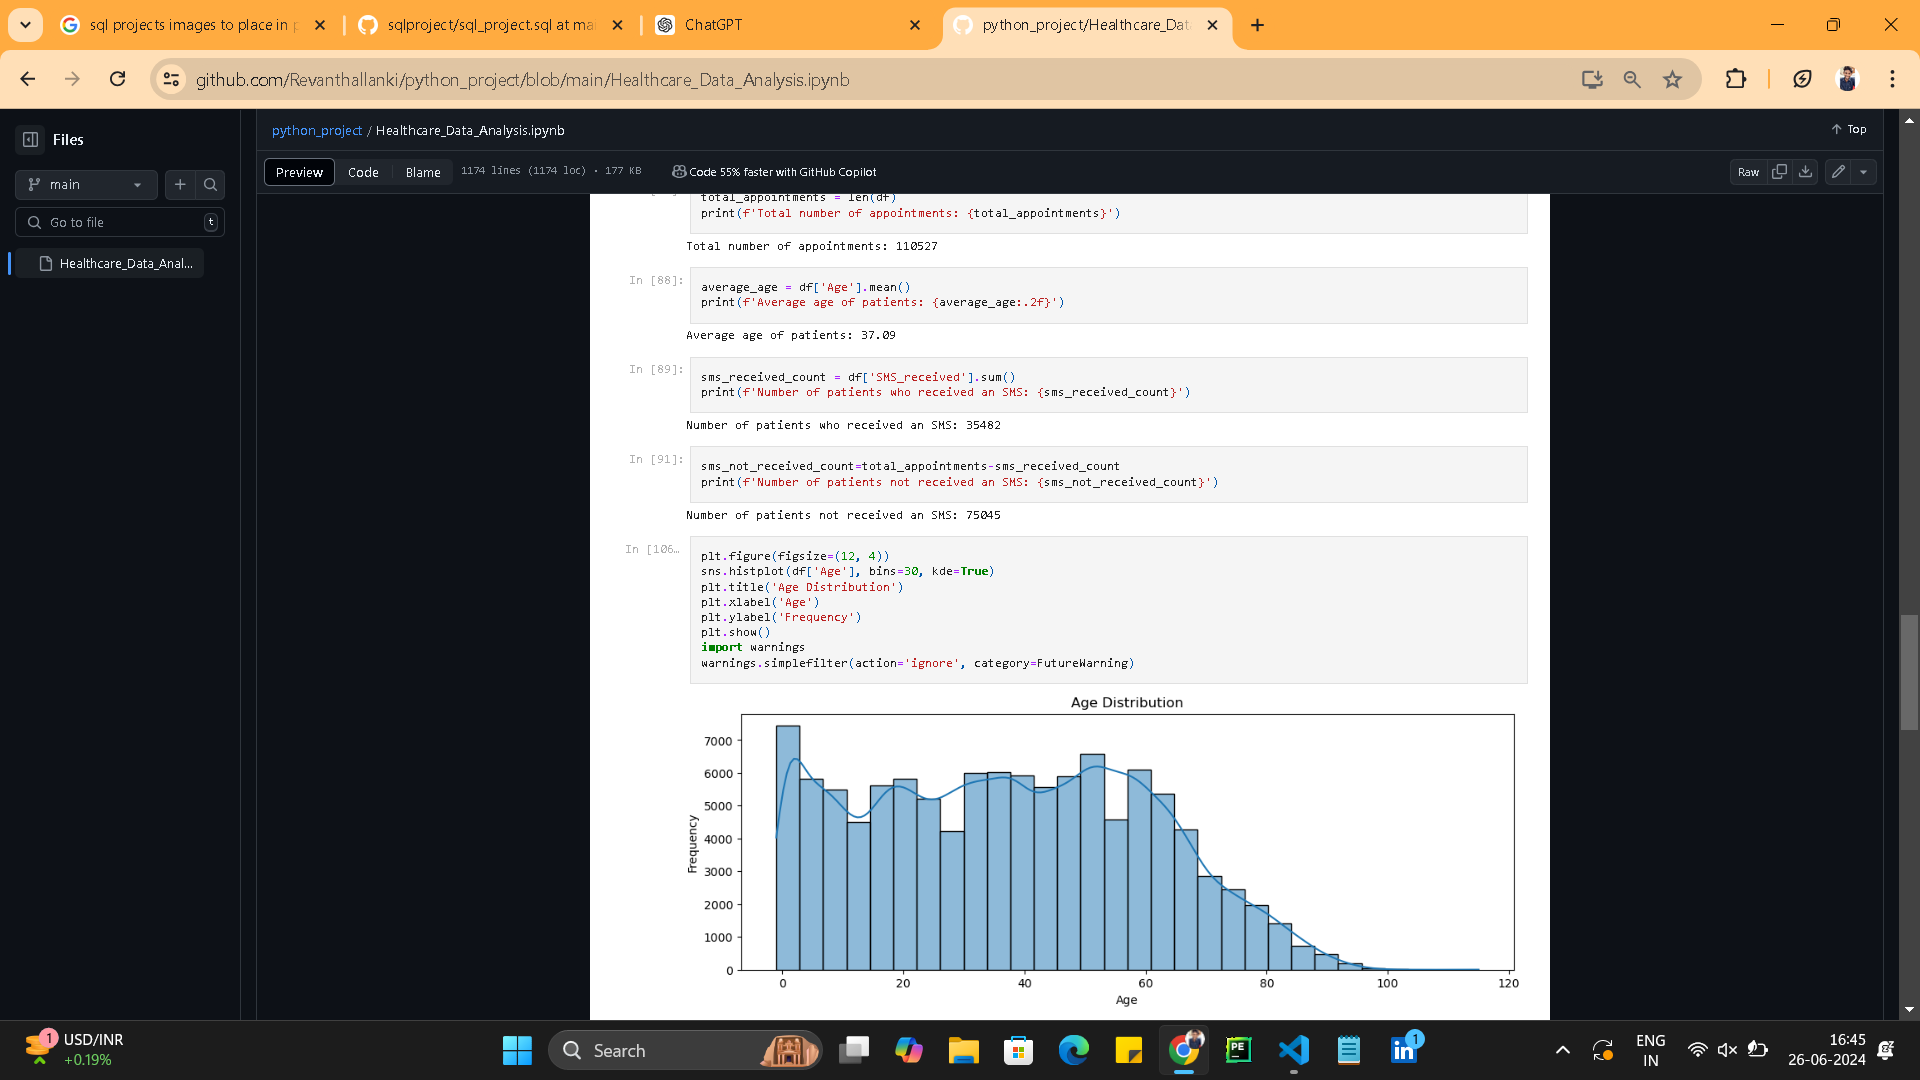 sql projects images to place in p
sqlproject/sql_project.sql at mai
ChatGPT
python_project/Healthcare_Data
github.com/Revanthallanki/python_project/blob/main/Healthcare_Data_Analysis.ipynb
Files
python_project / Healthcare_Data_Analysis.ipynb
Top
main
Preview
Code
Blame
1174 lines (1174 loc) · 177 KB
Code 55% faster with GitHub Copilot
Raw
Go to file
t
Healthcare_Data_Anal...
total_appointments = len(df)
print(f'Total number of appointments: {total_appointments}')
Total number of appointments: 110527
In [88]:
average_age = df['Age'].mean()
print(f'Average age of patients: {average_age:.2f}')
Average age of patients: 37.09
In [89]:
sms_received_count = df['SMS_received'].sum()
print(f'Number of patients who received an SMS: {sms_received_count}')
Number of patients who received an SMS: 35482
In [91]:
sms_not_received_count=total_appointments-sms_received_count
print(f'Number of patients not received an SMS: {sms_not_received_count}')
Number of patients not received an SMS: 75045
In [106…
plt.figure(figsize=(12, 4))
sns.histplot(df['Age'], bins=30, kde=True)
plt.title('Age Distribution')
plt.xlabel('Age')
plt.ylabel('Frequency')
plt.show()
import warnings
warnings.simplefilter(action='ignore', category=FutureWarning)
Age Distribution
Frequency
7000
6000
5000
4000
3000
2000
1000
0
0 20 40 60 80 100 120
Age
1
USD/INR
+0.19%
Search
PE
1
ENG
IN
16:45
26-06-2024